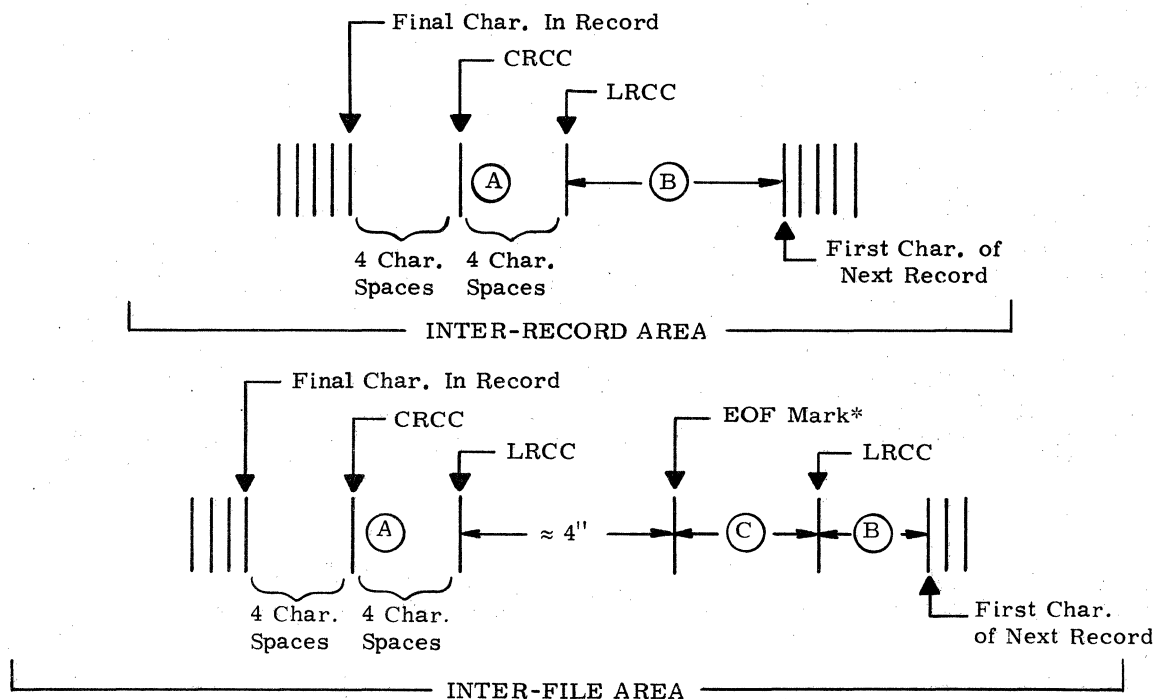 Final Char. In Record
CRCC
LRCC
A
B
4 Char.
Spaces
4 Char.
Spaces
First Char. of
Next Record
INTER-RECORD AREA
Final Char. In Record
CRCC
LRCC
EOF Mark*
LRCC
A
≈ 4"
C
B
4 Char.
Spaces
4 Char.
Spaces
First Char.
of Next Record
INTER-FILE AREA